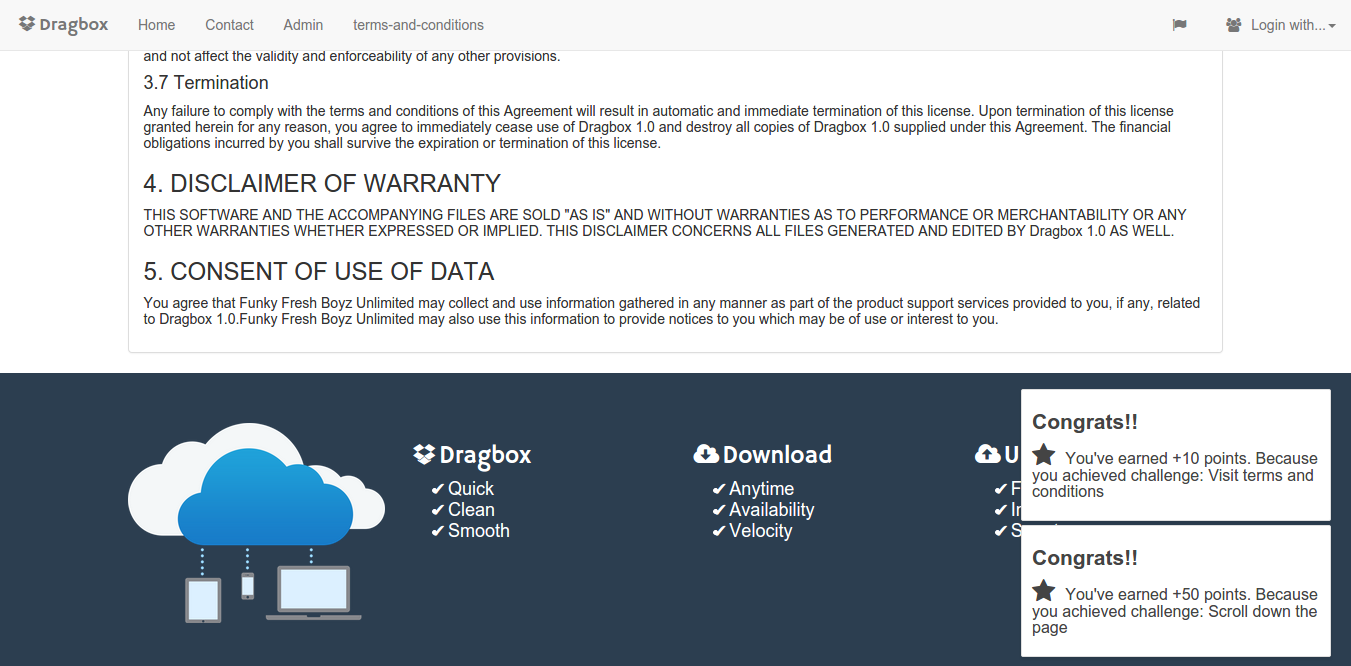 Dragbox Home Contact Admin terms-and-conditions Login with...
and not affect the validity and enforceability of any other provisions.
3.7 Termination
Any failure to comply with the terms and conditions of this Agreement will result in automatic and immediate termination of this license. Upon termination of this license
granted herein for any reason, you agree to immediately cease use of Dragbox 1.0 and destroy all copies of Dragbox 1.0 supplied under this Agreement. The financial
obligations incurred by you shall survive the expiration or termination of this license.
4. DISCLAIMER OF WARRANTY
THIS SOFTWARE AND THE ACCOMPANYING FILES ARE SOLD "AS IS" AND WITHOUT WARRANTIES AS TO PERFORMANCE OR MERCHANTABILITY OR ANY
OTHER WARRANTIES WHETHER EXPRESSED OR IMPLIED. THIS DISCLAIMER CONCERNS ALL FILES GENERATED AND EDITED BY Dragbox 1.0 AS WELL.
5. CONSENT OF USE OF DATA
You agree that Funky Fresh Boyz Unlimited may collect and use information gathered in any manner as part of the product support services provided to you, if any, related
to Dragbox 1.0.Funky Fresh Boyz Unlimited may also use this information to provide notices to you which may be of use or interest to you.
Dragbox
✔ Quick
✔ Clean
✔ Smooth
Download
✔ Anytime
✔ Availability
✔ Velocity
Congrats!!
You've earned +10 points. Because
you achieved challenge: Visit terms and
conditions
Congrats!!
You've earned +50 points. Because
you achieved challenge: Scroll down the
page